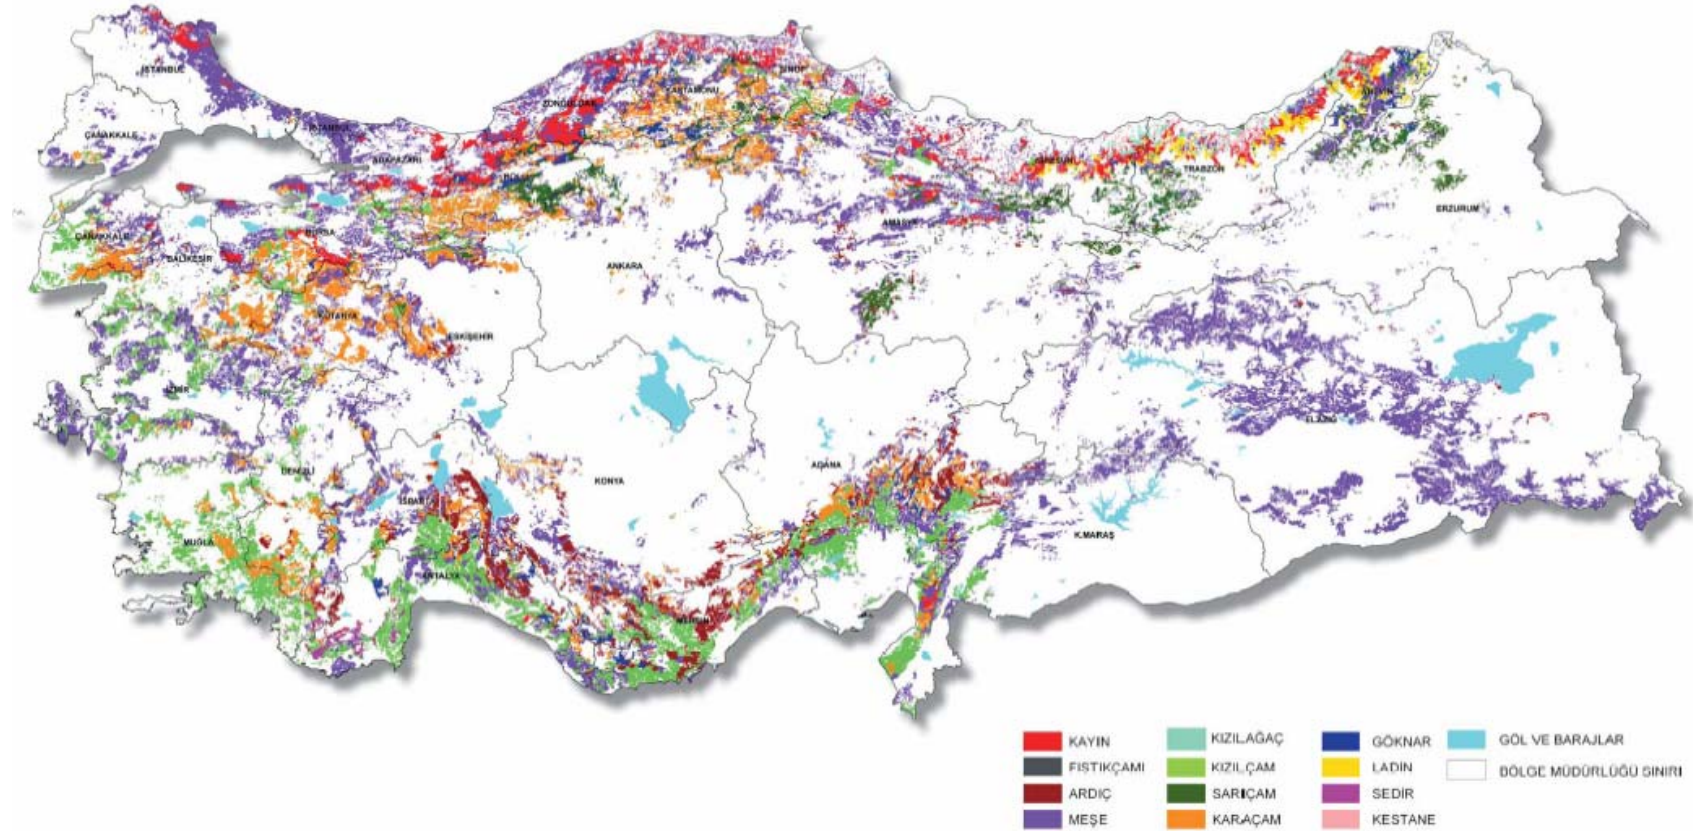 İSTANBUL
ÇANAKKALE
İSTANBUL
ADAPAZARI
ZONGULDAK
KASTAMONU
SİNOP
BOLU
ÇANAKKALE
BALIKESİR
BURSA
ANKARA
AMASYA
GİRESUN
TRABZON
ARTVİN
ERZURUM
KÜTAHYA
ESKİŞEHİR
İZMİR
DENİZLİ
ISPARTA
KONYA
ADANA
ELAZIĞ
MUĞLA
ANTALYA
MERSİN
K.MARAŞ
KAYIN
FISTIKÇAMI
ARDIÇ
MEŞE
KIZILAĞAÇ
KIZILÇAM
SARIÇAM
KARAÇAM
GÖKNAR
LADİN
SEDİR
KESTANE
GÖL VE BARAJLAR
BÖLGE MÜDÜRLÜĞÜ SINIRI